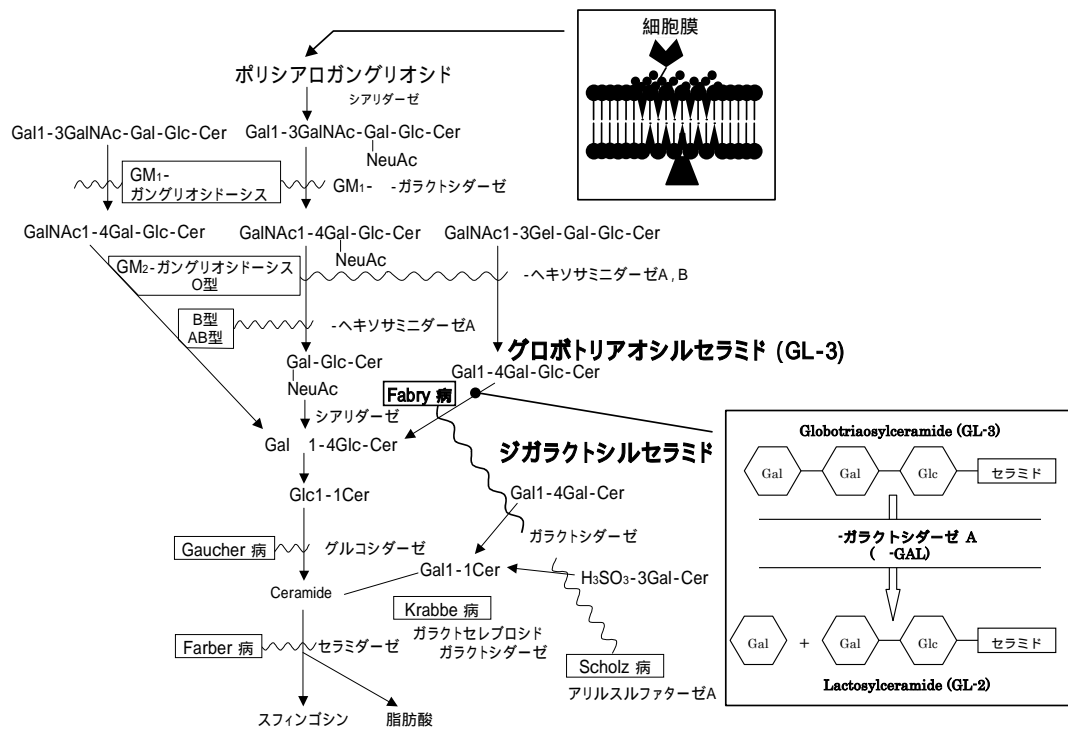 細胞膜
ポリシアロガングリオシド
シアリダーゼ
Gal1-3GalNAc-Gal-Glc-Cer
Gal1-3GalNAc-Gal-Glc-Cer
NeuAc
GM1-
ガングリオシドーシス
GM1-　-ガラクトシダーゼ
GalNAc1-4Gal-Glc-Cer
GalNAc1-4Gal-Glc-Cer
NeuAc
GalNAc1-3Gel-Gal-Glc-Cer
GM2-ガングリオシドーシス
O型
-ヘキソサミニダーゼA , B
B型
AB型
-ヘキソサミニダーゼA
グロボトリアオシルセラミド (GL-3)
Gal-Glc-Cer
NeuAc
Gal1-4Gal-Glc-Cer
Fabry 病
シアリダーゼ
Gal　1-4Glc-Cer
ジガラクトシルセラミド
Glc1-1Cer
Gal1-4Gal-Cer
Gaucher 病
グルコシダーゼ
ガラクトシダーゼ
Gal1-1Cer
H3SO3-3Gal-Cer
Ceramide
Krabbe 病
ガラクトセレブロシド
ガラクトシダーゼ
Farber 病
セラミダーゼ
Scholz 病
アリルスルファターゼA
スフィンゴシン
脂肪酸
Globotriaosylceramide (GL-3)
Gal
Gal
Glc
セラミド
-ガラクトシダーゼ A
(　-GAL)
Gal
+
Gal
Glc
セラミド
Lactosylceramide (GL-2)